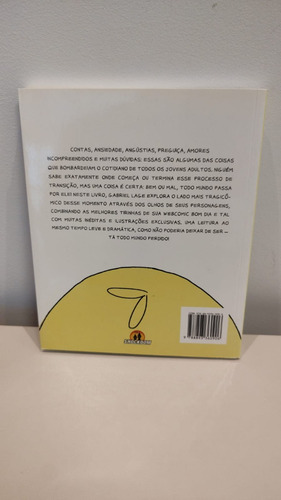 CONTAS, ANSIEDADE, ANGÚSTIAS, PREGUIÇA, AMORES
INCOMPREENDIDOS E MUITAS DÚVIDAS: ESSAS SÃO ALGUMAS DAS COISAS
QUE BOMBARDEIAM O COTIDIANO DE TODOS OS JOVENS ADULTOS. NINGUÉM
SABE EXATAMENTE ONDE COMEÇA OU TERMINA ESSE PROCESSO DE
TRANSIÇÃO, MAS UMA COISA É CERTA: BEM OU MAL, TODO MUNDO PASSA
POR ELE! NESTE LIVRO, GABRIEL LAGE EXPLORA O LADO MAIS TRAGICÔ-
MICO DESSE MOMENTO ATRAVÉS DOS OLHOS DE SEUS PERSONAGENS,
COMBINANDO AS MELHORES TIRINHAS DE SUA WEBCOMIC BOM DIA E TAL
COM MUITAS INÉDITAS E ILUSTRAÇÕES EXCLUSIVAS. UMA LEITURA AO
MESMO TEMPO LEVE E DRAMÁTICA, COMO NÃO PODERIA DEIXAR DE SER –
TÁ TODO MUNDO PERDIDO!